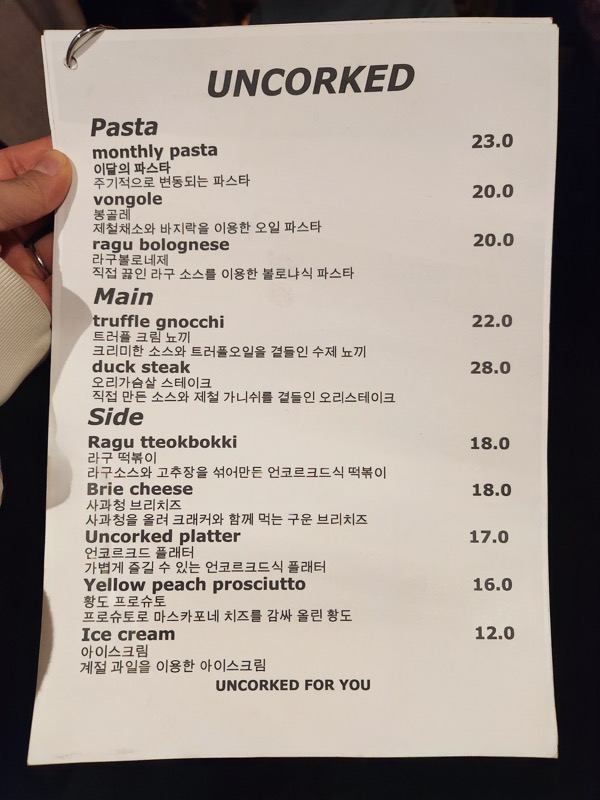 UNCORKED
Pasta
monthly pasta 23.0
이달의 파스타
주기적으로 변동되는 파스타
vongole 20.0
봉골레
제철채소와 바지락을 이용한 오일 파스타
ragu bolognese 20.0
라구볼로네제
직접 끓인 라구 소스를 이용한 볼로냐식 파스타
Main
truffle gnocchi 22.0
트러플 크림 뇨끼
크리미한 소스와 트러플오일을 곁들인 수제 뇨끼
duck steak 28.0
오리가슴살 스테이크
직접 만든 소스와 제철 가니쉬를 곁들인 오리스테이크
Side
Ragu tteokbokki 18.0
라구 떡볶이
라구소스와 고추장을 섞어만든 언코르크드식 떡볶이
Brie cheese 18.0
사과청 브리치즈
사과청을 올려 크래커와 함께 먹는 구운 브리치즈
Uncorked platter 17.0
언코르크드 플래터
가볍게 즐길 수 있는 언코르크드식 플래터
Yellow peach prosciutto 16.0
황도 프로슈토
프로슈토로 마스카포네 치즈를 감싸 올린 황도
Ice cream 12.0
아이스크림
계절 과일을 이용한 아이스크림
UNCORKED FOR YOU